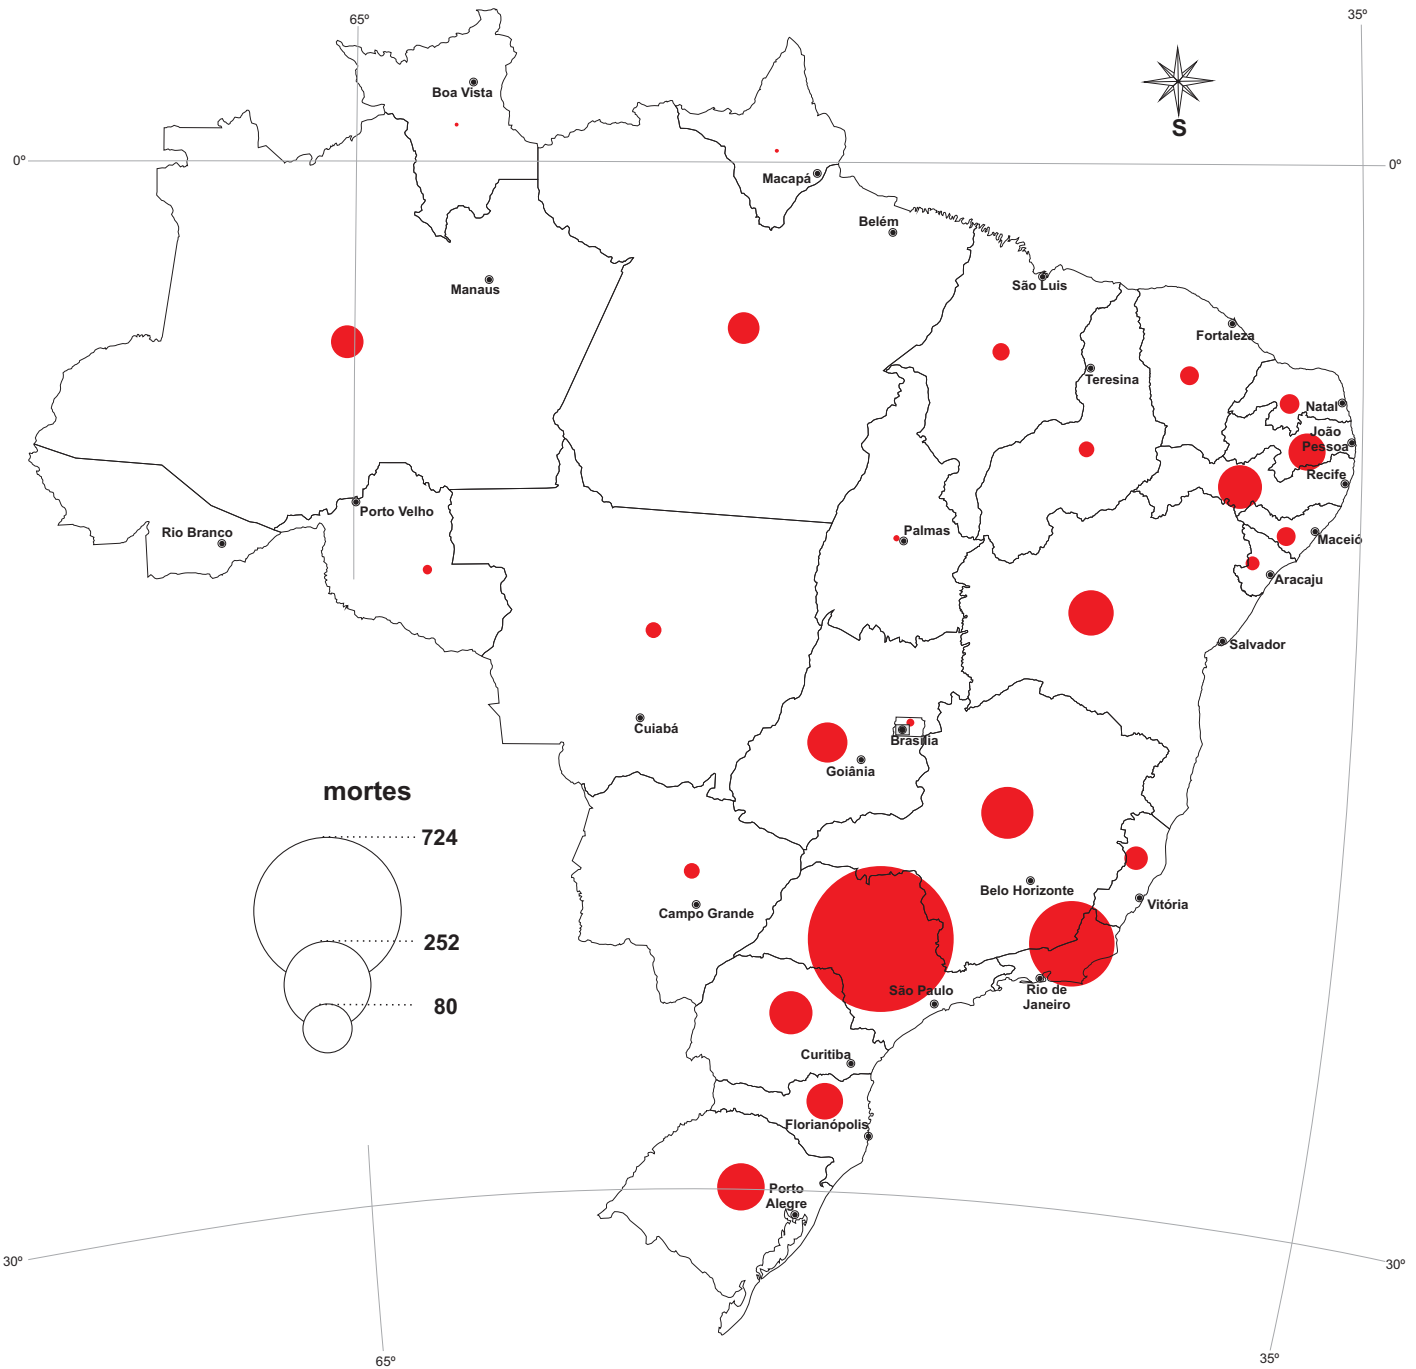 65º
35º
Boa Vista
S
0º
0º
Macapá
Belém
Manaus
São Luis
Fortaleza
Teresina
Natal
João
Pessoa
Recife
Porto Velho
Rio Branco
Palmas
Maceió
Aracaju
Salvador
Cuiabá
Brasília
Goiânia
mortes
724
252
80
Belo Horizonte
Campo Grande
Vitória
São Paulo
Rio de
Janeiro
Curitiba
Florianópolis
Porto
Alegre
30º
30º
65º
35º